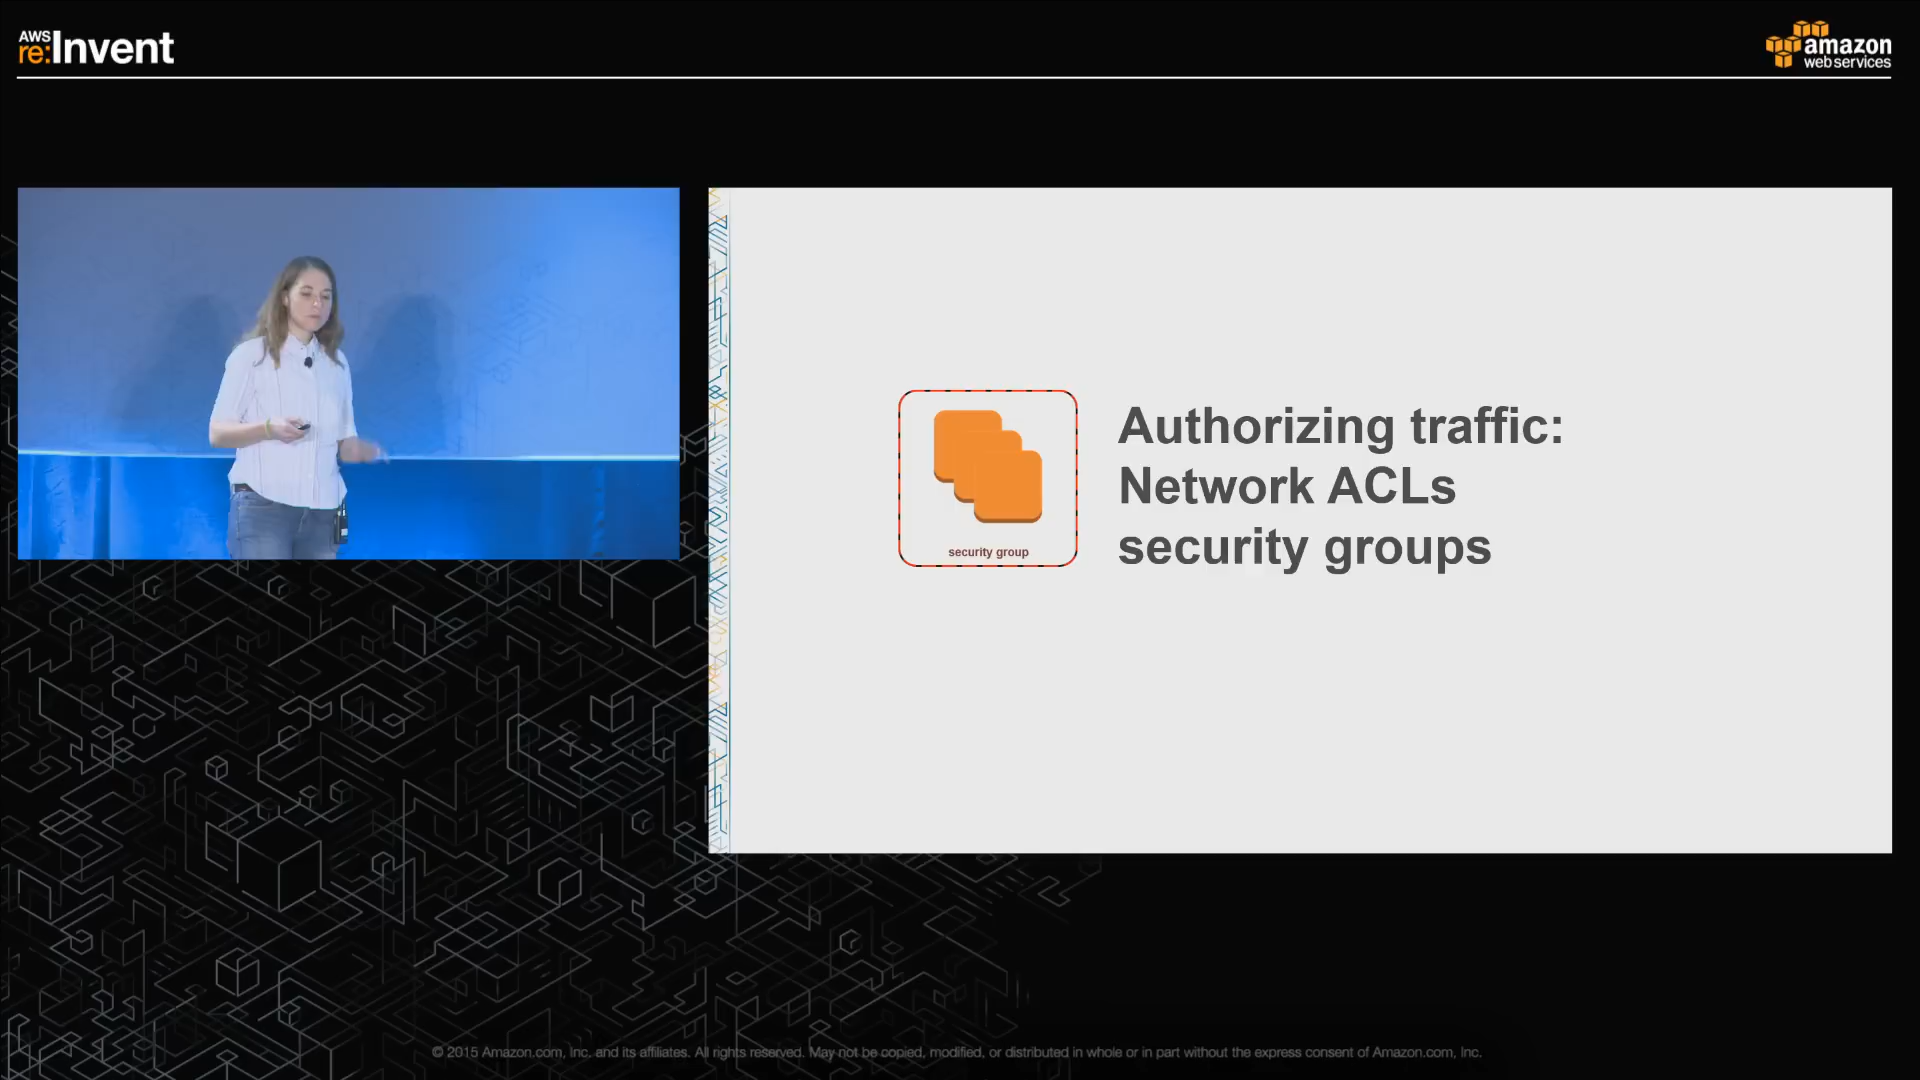 AWS
re:Invent
amazon
web services
Authorizing traffic:
Network ACLs
security groups
security group
© 2015 Amazon.com, Inc. and its affiliates. All rights reserved. May not be copied, modified, or distributed in whole or in part without the express consent of Amazon.com, Inc.